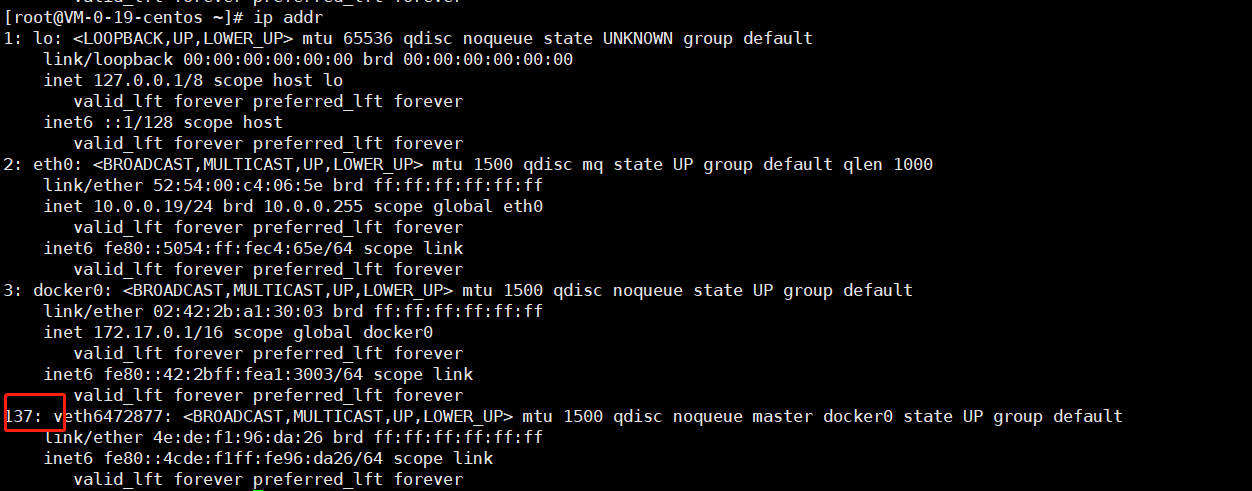 [root@VM-0-19-centos ~]# ip addr
1: lo: <LOOPBACK,UP,LOWER_UP> mtu 65536 qdisc noqueue state UNKNOWN group default
    link/loopback 00:00:00:00:00:00 brd 00:00:00:00:00:00
    inet 127.0.0.1/8 scope host lo
       valid_lft forever preferred_lft forever
    inet6 ::1/128 scope host
       valid_lft forever preferred_lft forever
2: eth0: <BROADCAST,MULTICAST,UP,LOWER_UP> mtu 1500 qdisc mq state UP group default qlen 1000
    link/ether 52:54:00:c4:06:5e brd ff:ff:ff:ff:ff:ff
    inet 10.0.0.19/24 brd 10.0.0.255 scope global eth0
       valid_lft forever preferred_lft forever
    inet6 fe80::5054:ff:fec4:65e/64 scope link
       valid_lft forever preferred_lft forever
3: docker0: <BROADCAST,MULTICAST,UP,LOWER_UP> mtu 1500 qdisc noqueue state UP group default
    link/ether 02:42:2b:a1:30:03 brd ff:ff:ff:ff:ff:ff
    inet 172.17.0.1/16 scope global docker0
       valid_lft forever preferred_lft forever
    inet6 fe80::42:2bff:fea1:3003/64 scope link
       valid_lft forever preferred_lft forever
137: veth6472877: <BROADCAST,MULTICAST,UP,LOWER_UP> mtu 1500 qdisc noqueue master docker0 state UP group default
    link/ether 4e:de:f1:96:da:26 brd ff:ff:ff:ff:ff:ff
    inet6 fe80::4cde:f1ff:fe96:da26/64 scope link
       valid_lft forever preferred_lft forever